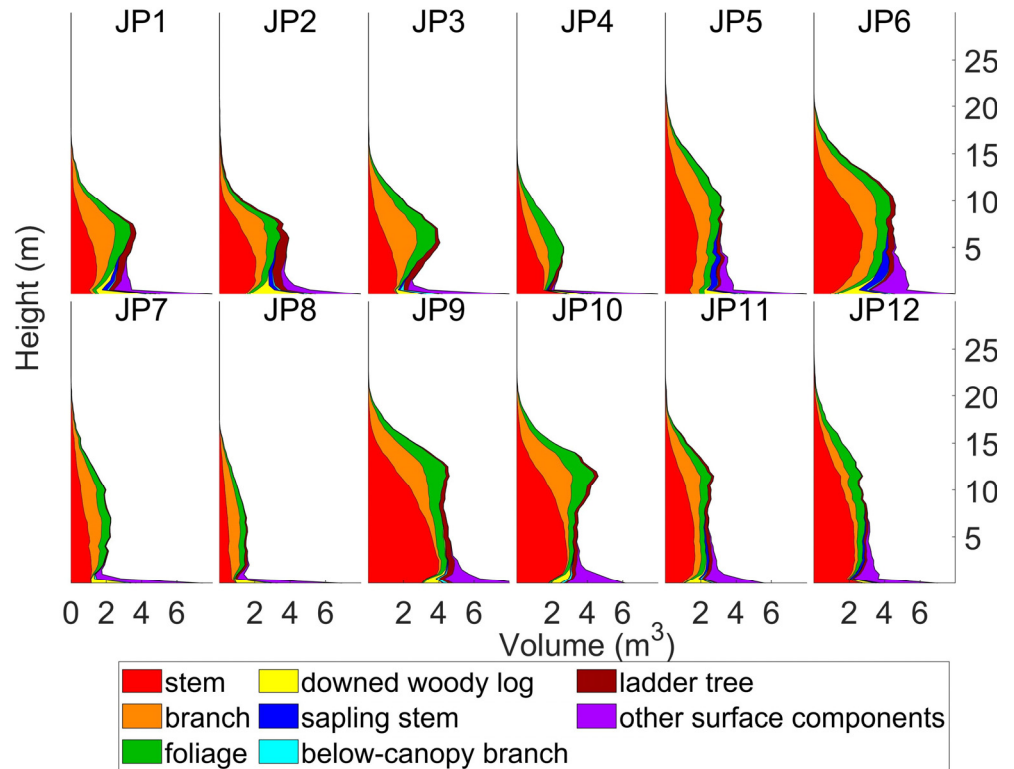 JP1 JP2 JP3 JP4 JP5 JP6
25
20
15
10
5
JP7 JP8 JP9 JP10 JP11 JP12
25
20
15
10
5
Height (m)
0 2 4 6 2 4 6 2 4 6 2 4 6 2 4 6 2 4 6
Volume (m³)
stem downed woody log ladder tree
branch sapling stem other surface components
foliage below-canopy branch